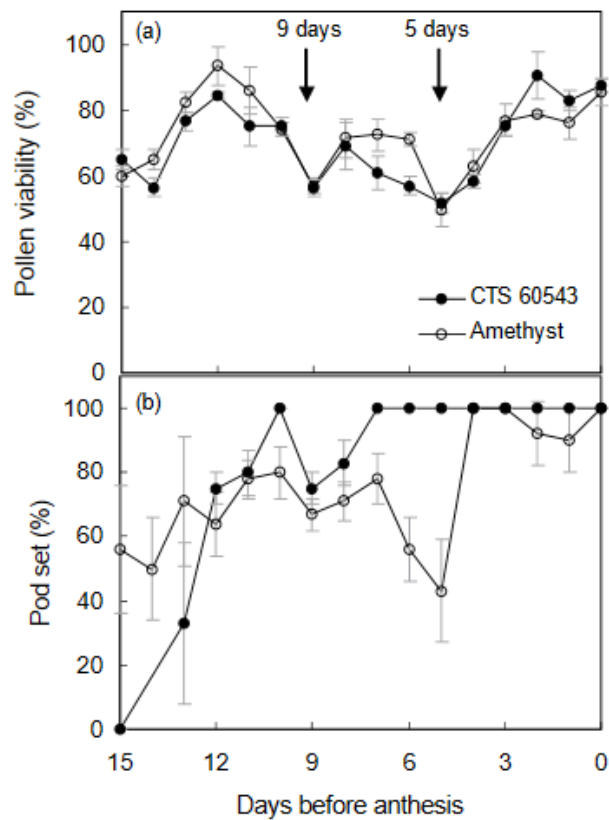 (a)
9 days
5 days
Pollen viability (%)
100
80
60
40
20
0
CTS 60543
Amethyst
(b)
Pod set (%)
100
80
60
40
20
0
15 12 9 6 3 0
Days before anthesis